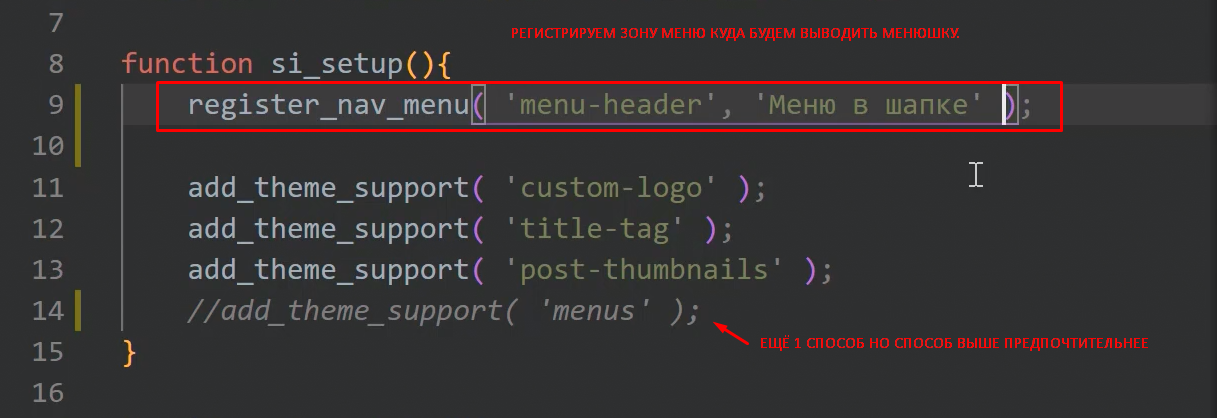 7
РЕГИСТРИРУЕМ ЗОНУ МЕНЮ КУДА БУДЕМ ВЫВОДИТЬ МЕНЮШКУ.
8 function si_setup(){
9 register_nav_menu( 'menu-header', 'Меню в шапке' );
10
11 add_theme_support( 'custom-logo' );
12 add_theme_support( 'title-tag' );
13 add_theme_support( 'post-thumbnails' );
14 //add_theme_support( 'menus' );
ЕЩЁ 1 СПОСОБ НО СПОСОБ ВЫШЕ ПРЕДПОЧТИТЕЛЬНЕЕ
15 }
16